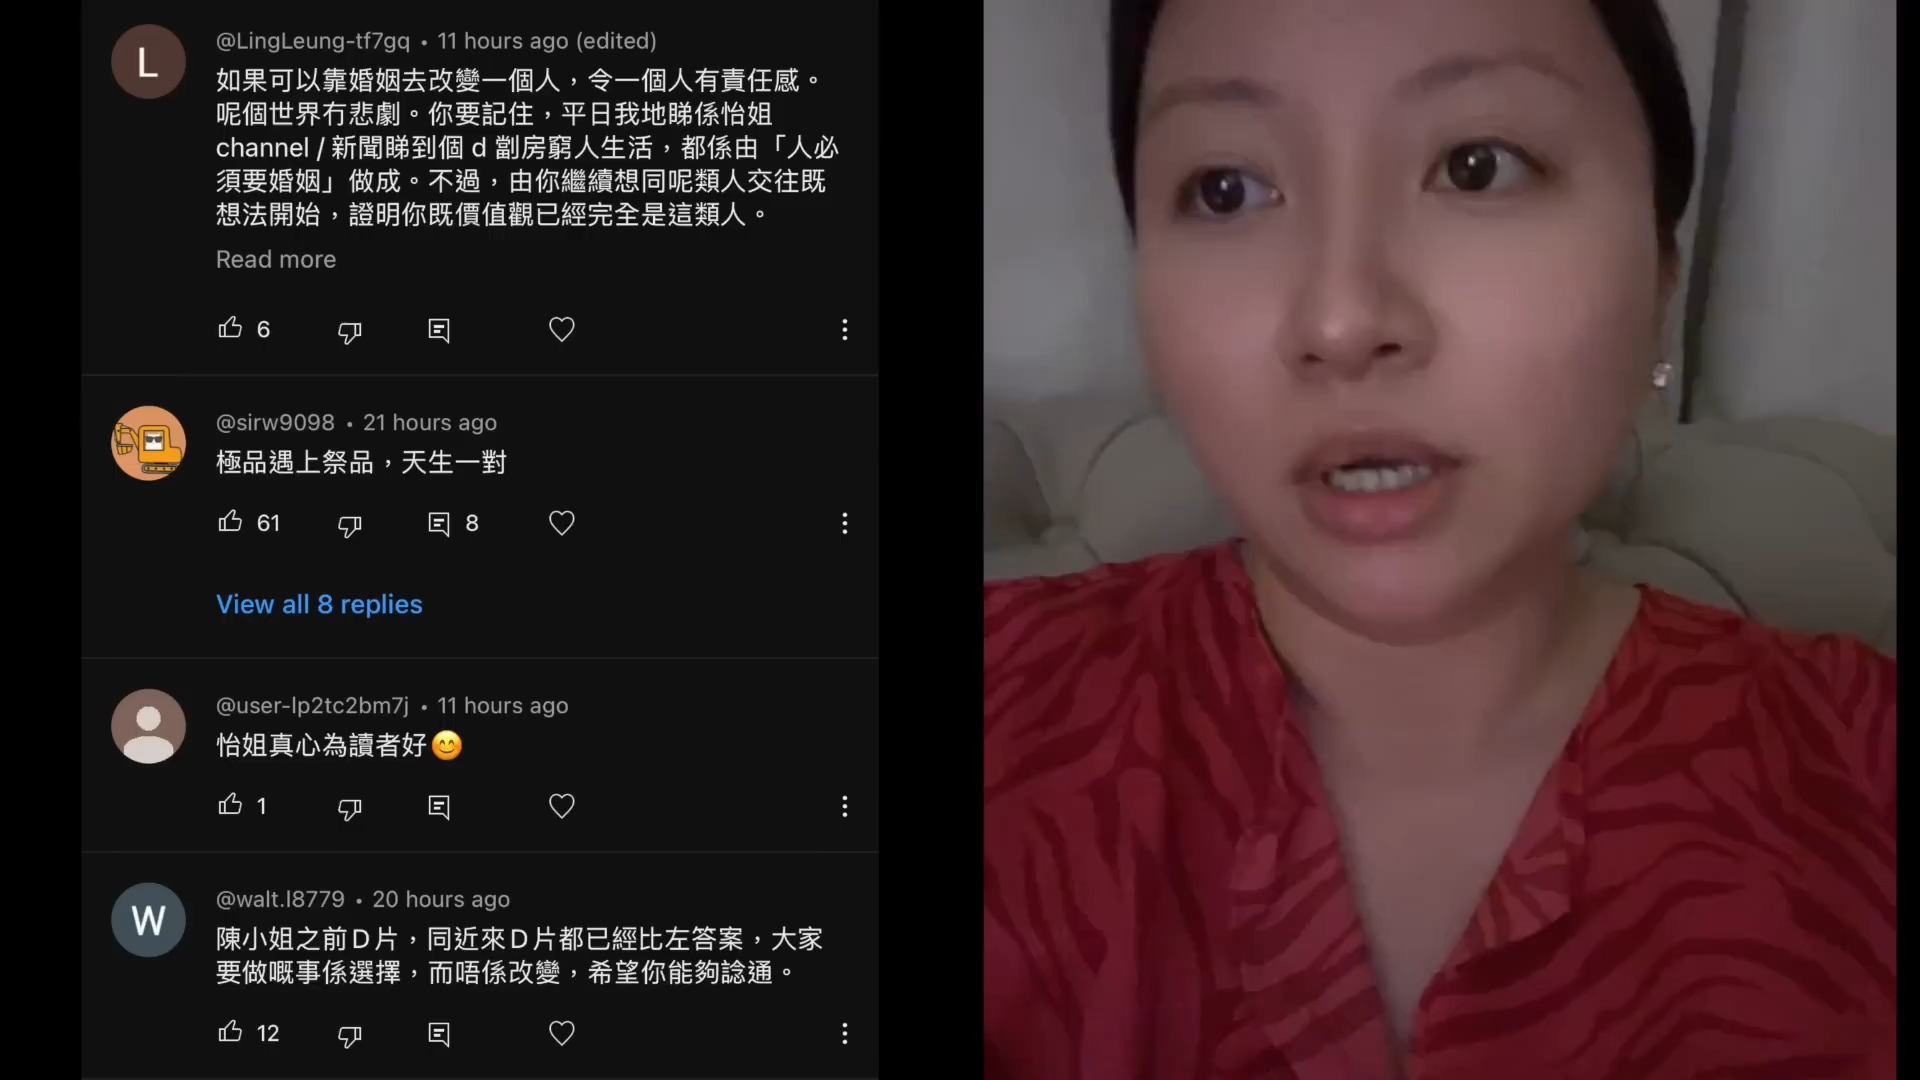 @LingLeung-tf7gq • 11 hours ago (edited)
如果可以靠婚姻去改變一個人，令一個人有責任感。
呢個世界冇悲劇。你要記住，平日我地睇係怡姐
channel / 新聞睇到個 d 劏房窮人生活，都係由「人必
須要婚姻」做成。不過，由你繼續想同呢類人交往既
想法開始，證明你既價值觀已經完全是這類人。
Read more
6
@sirw9098 • 21 hours ago
極品遇上祭品，天生一對
61 8
View all 8 replies
@user-lp2tc2bm7j • 11 hours ago
怡姐真心為讀者好😊
1
@walt.l8779 • 20 hours ago
陳小姐之前D片，同近來D片都已經比左答案，大家
要做嘅事係選擇，而唔係改變，希望你能夠諗通。
12
L
W